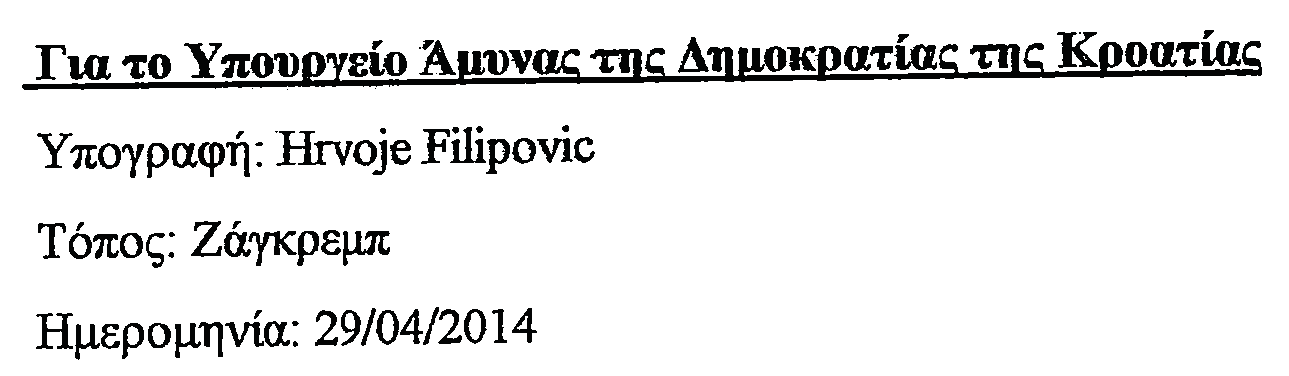 Για το Υπουργείο Άμυνας της Δημοκρατίας της Κροατίας
Υπογραφή: Hrvoje Filipovic
Τόπος: Ζάγκρεμπ
Ημερομηνία: 29/04/2014